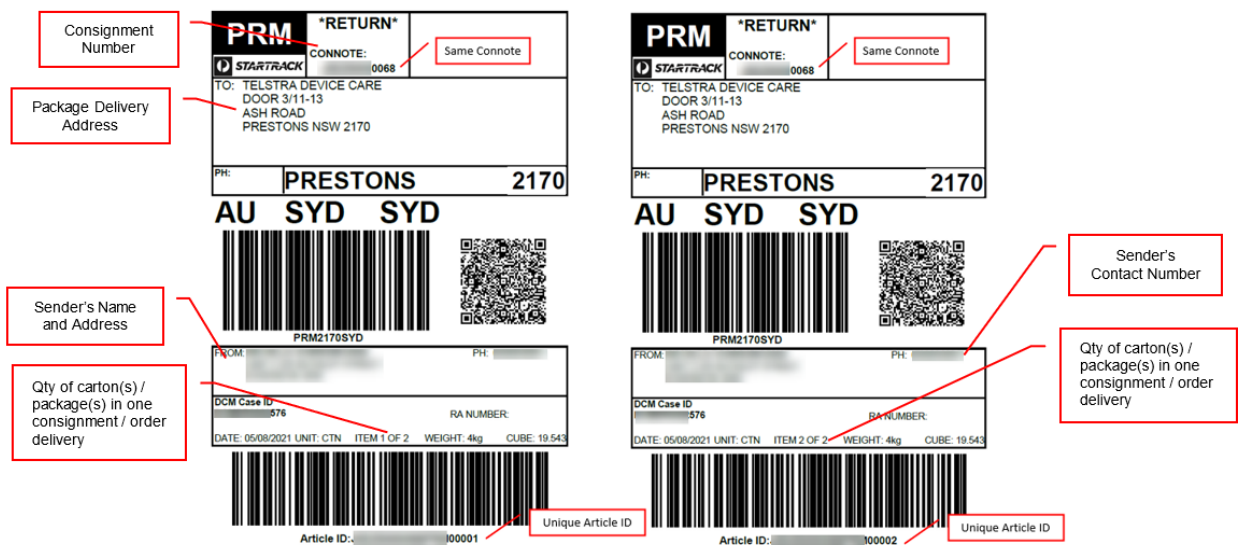 Consignment
Number
Package Delivery
Address
Sender's Name
and Address
Qty of carton(s) /
package(s) in one
consignment / order
delivery
PRM
*RETURN*
CONNOTE:
0068
STARTRACK
Same Connote
TO: TELSTRA DEVICE CARE
DOOR 3/11-13
ASH ROAD
PRESTONS NSW 2170
PH: PRESTONS 2170
AU SYD SYD
PRM2170SYD
FROM: PH:
DCM Case ID
576 RA NUMBER:
DATE: 05/08/2021 UNIT: CTN ITEM 1 OF 2 WEIGHT: 4kg CUBE: 19.543
Unique Article ID
Article ID: 00001
PRM
*RETURN*
CONNOTE:
0068
STARTRACK
Same Connote
TO: TELSTRA DEVICE CARE
DOOR 3/11-13
ASH ROAD
PRESTONS NSW 2170
PH: PRESTONS 2170
AU SYD SYD
PRM2170SYD
FROM: PH:
DCM Case ID
576 RA NUMBER:
DATE: 05/08/2021 UNIT: CTN ITEM 2 OF 2 WEIGHT: 4kg CUBE: 19.543
Unique Article ID
Article ID: 00002
Sender's
Contact Number
Qty of carton(s) /
package(s) in one
consignment / order
delivery